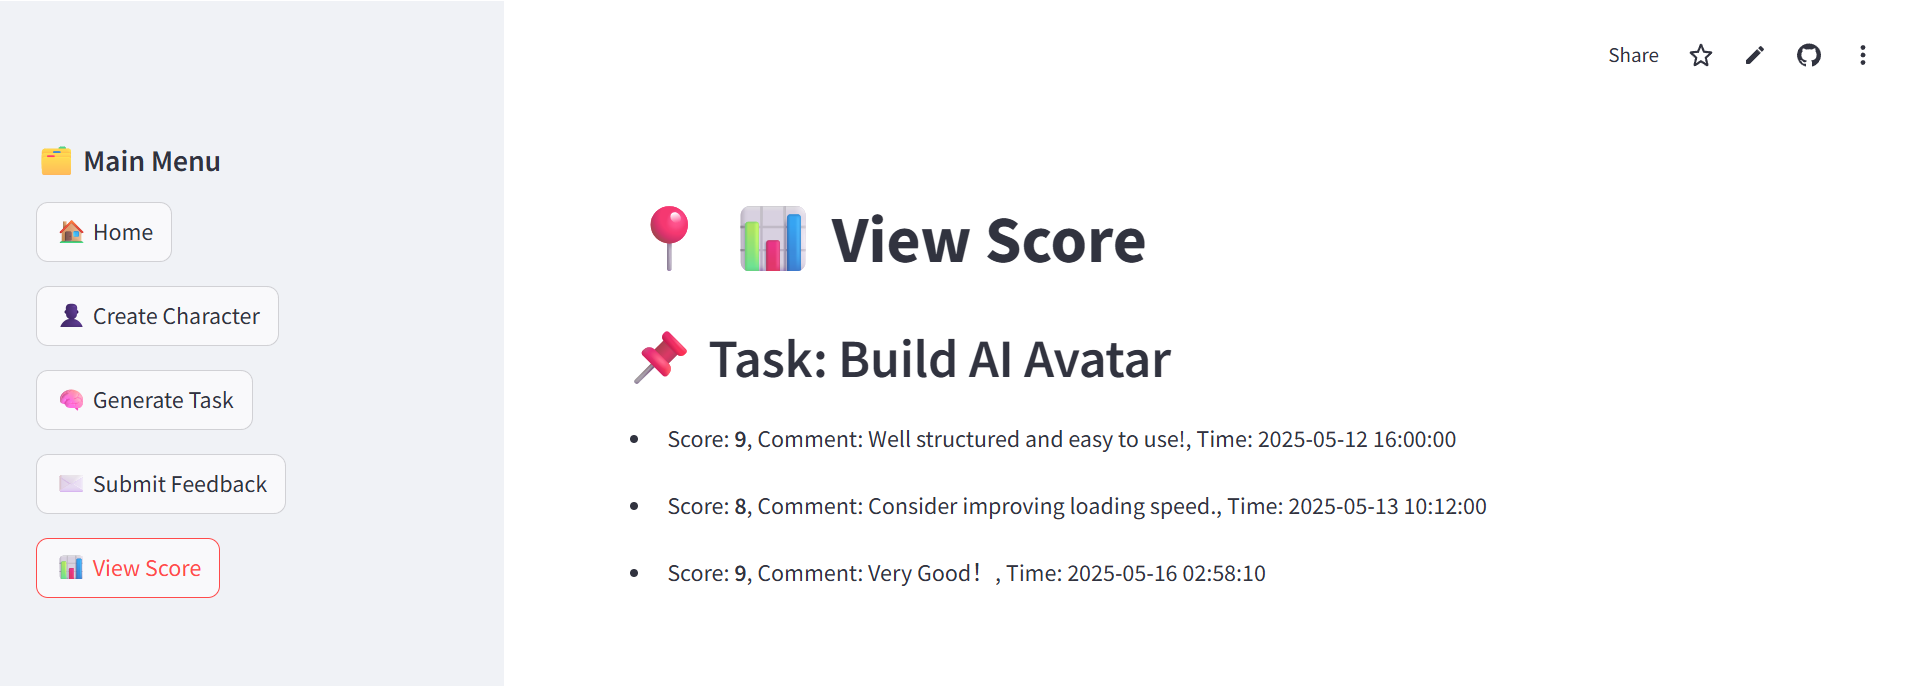 Share
Main Menu
Home
Create Character
Generate Task
Submit Feedback
View Score
View Score
Task: Build AI Avatar
Score: 9, Comment: Well structured and easy to use!, Time: 2025-05-12 16:00:00
Score: 8, Comment: Consider improving loading speed., Time: 2025-05-13 10:12:00
Score: 9, Comment: Very Good！, Time: 2025-05-16 02:58:10